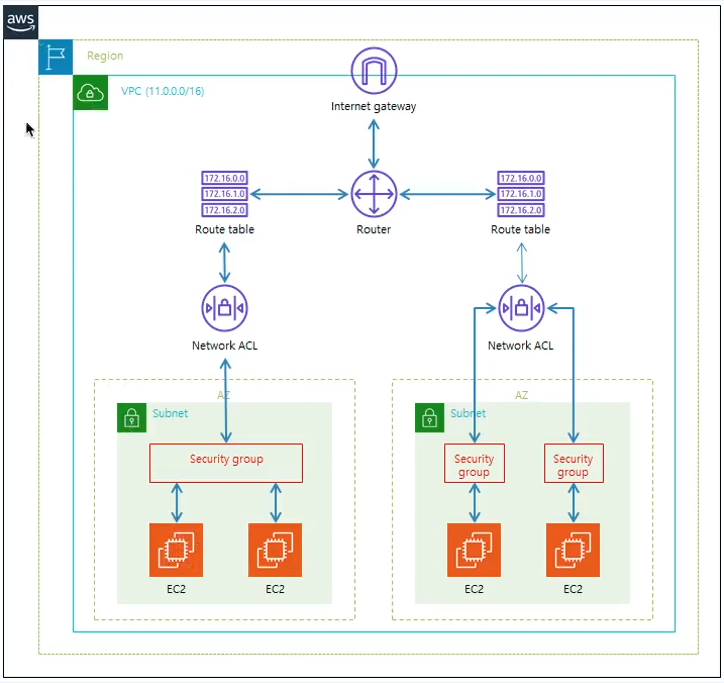 aws
Region
VPC (11.0.0.0/16)
Internet gateway
172.16.0.0
172.16.1.0
172.16.2.0
172.16.0.0
172.16.1.0
172.16.2.0
Route table
Router
Route table
Network ACL
Network ACL
AZ
AZ
Subnet
Subnet
Security group
Security
group
Security
group
EC2
EC2
EC2
EC2